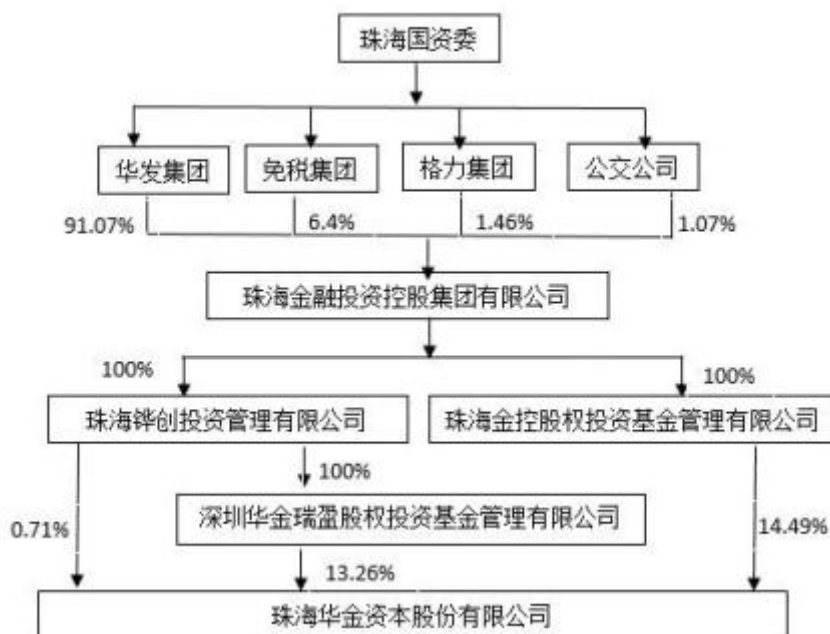 珠海国资委
华发集团 免税集团 格力集团 公交公司
91.07% 6.4% 1.46% 1.07%
珠海金融投资控股集团有限公司
100% 100%
珠海铧创投资管理有限公司 珠海金控股权投资基金管理有限公司
100%
深圳华金瑞盈股权投资基金管理有限公司
0.71% 14.49%
13.26%
珠海华金资本股份有限公司